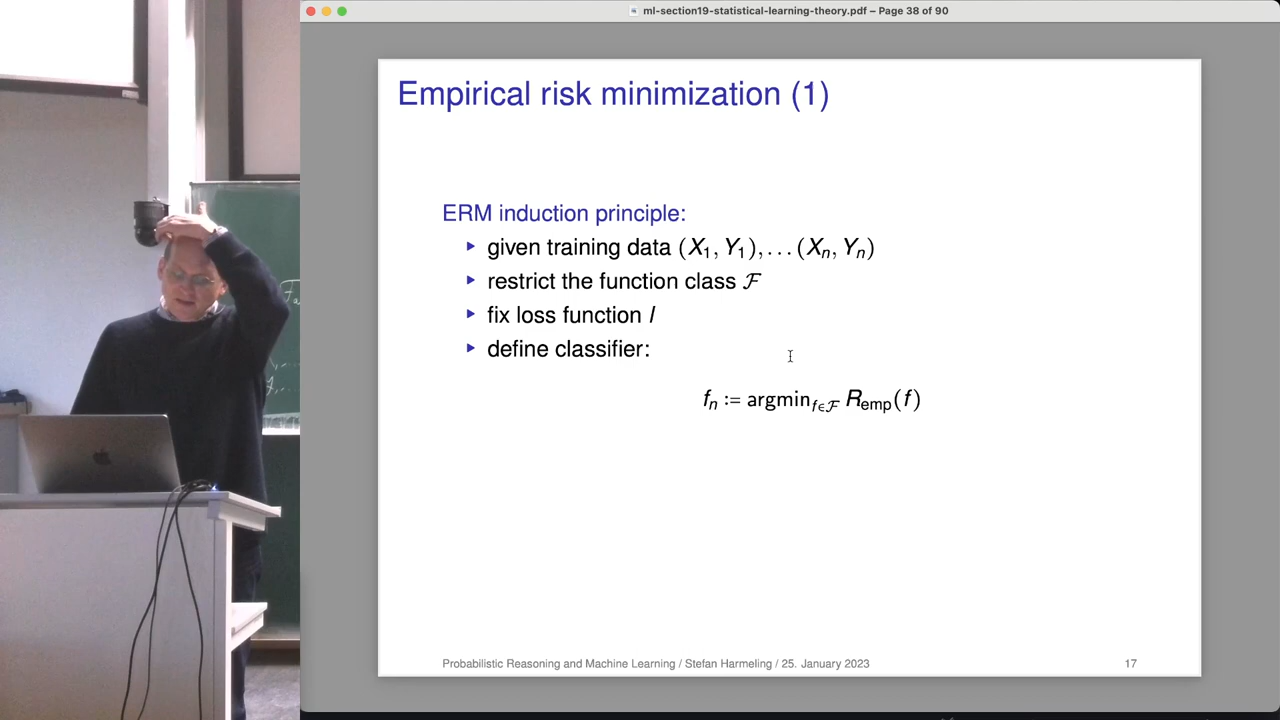 ml-section19-statistical-learning-theory.pdf – Page 38 of 90
Empirical risk minimization (1)
ERM induction principle:
▸ given training data (X₁, Y₁), . . . (Xₙ, Yₙ)
▸ restrict the function class ℱ
▸ fix loss function l
▸ define classifier:
fₙ := argmin_{f∈ℱ} R_emp(f)
Probabilistic Reasoning and Machine Learning / Stefan Harmeling / 25. January 2023 17